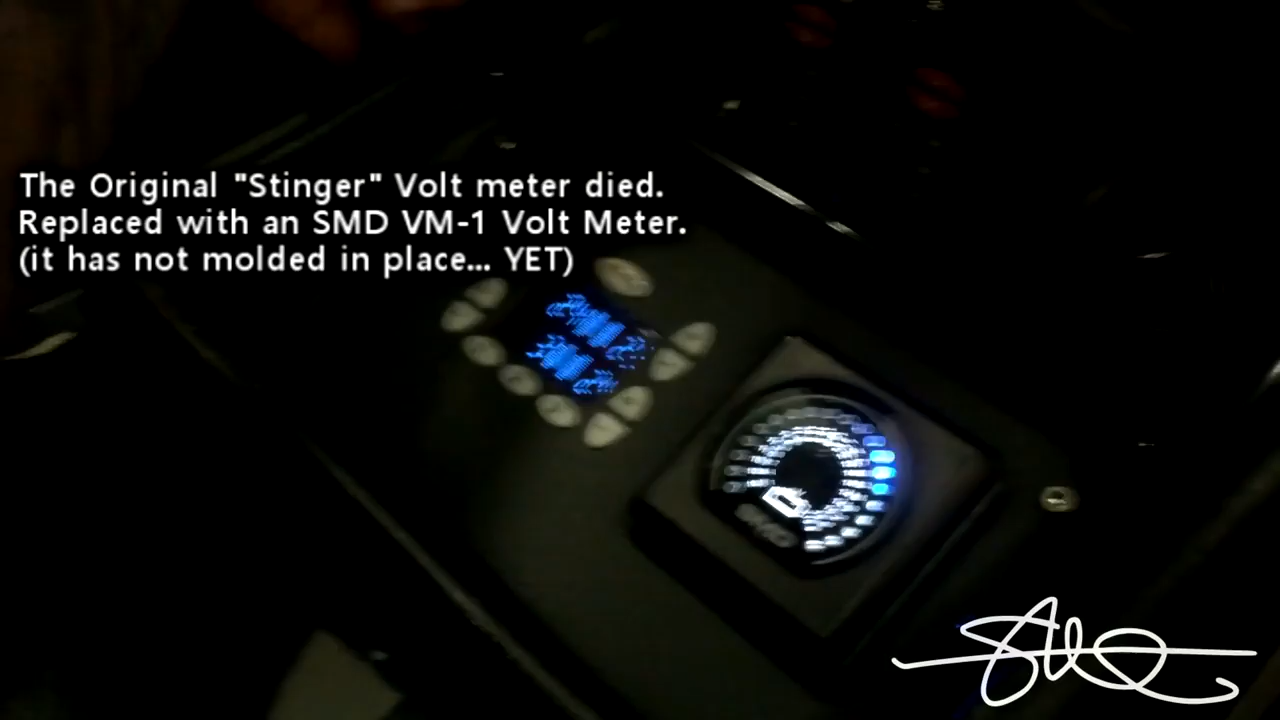 The Original "Stinger" Volt meter died.
Replaced with an SMD VM-1 Volt Meter.
(it has not molded in place... YET)